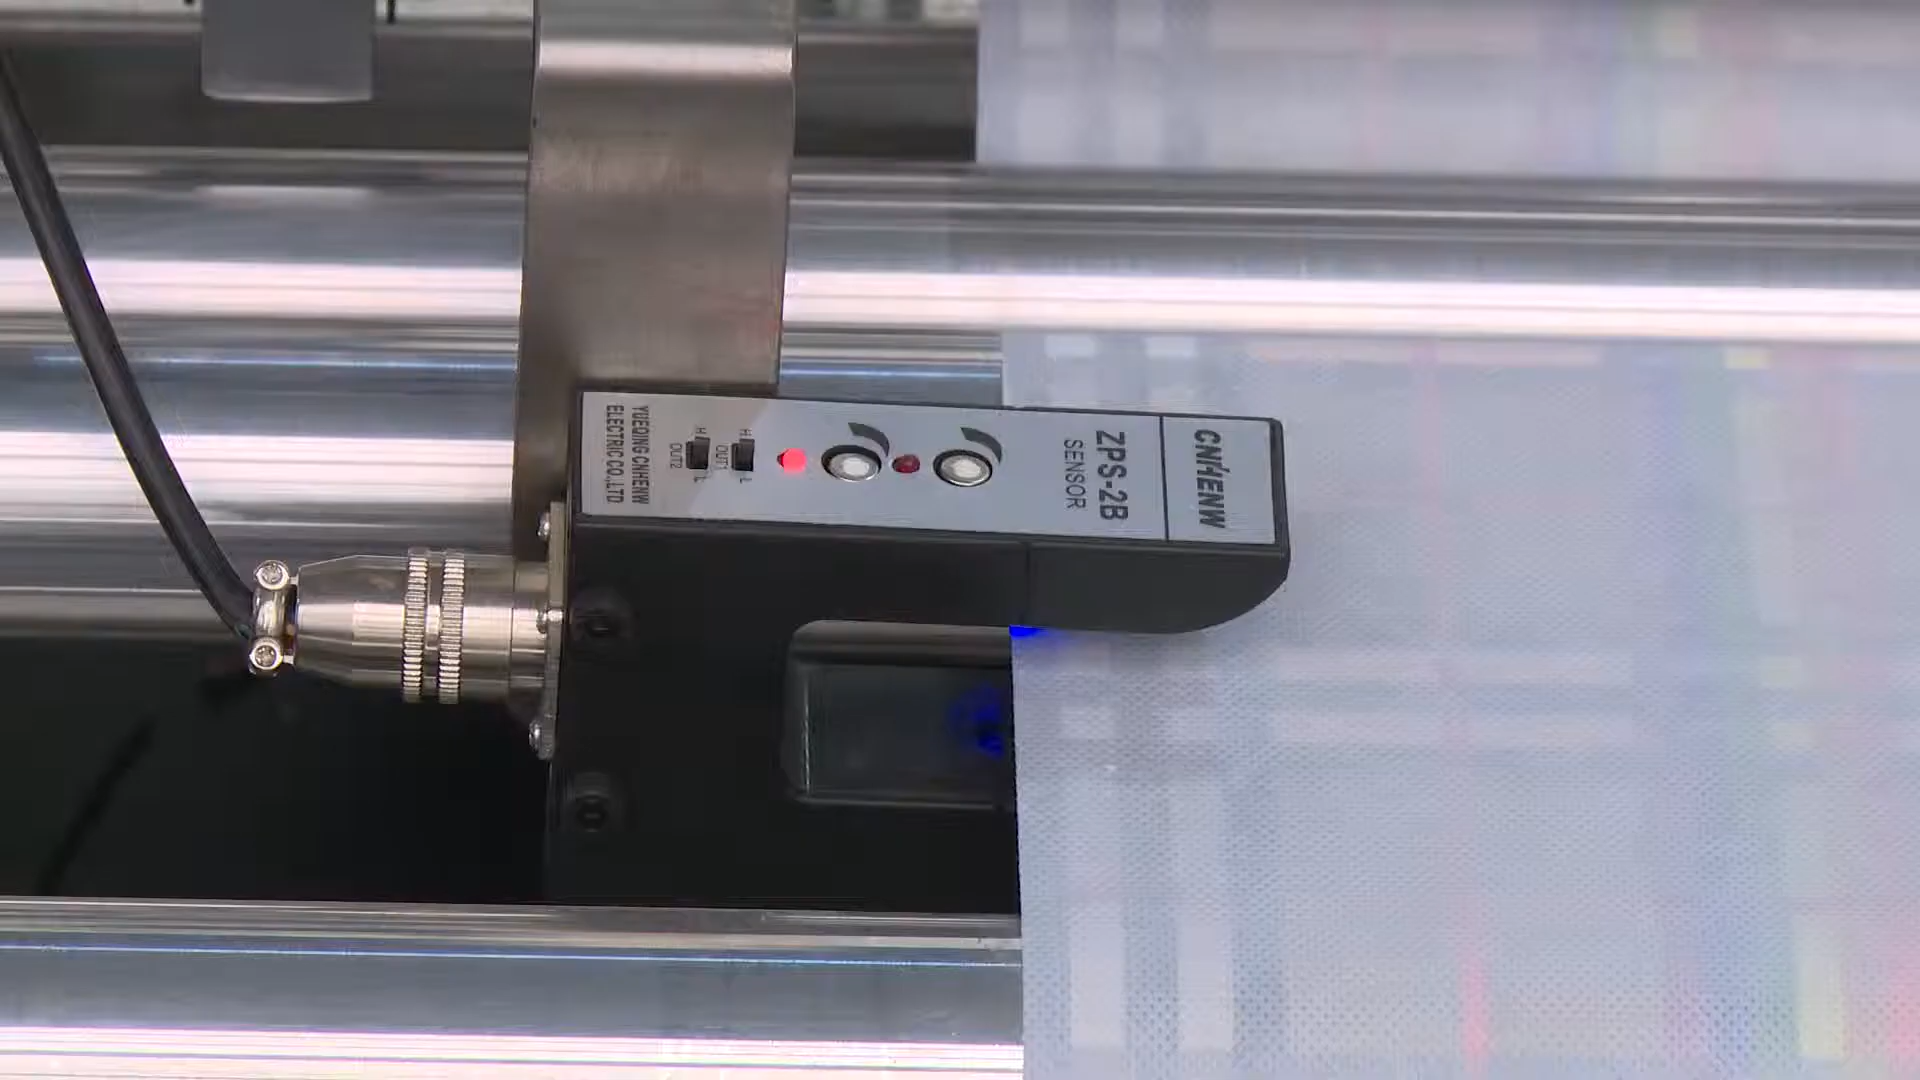 CNHENW
ZPS-2B
SENSOR
H OUT1 L
H OUT2 L
YUEQING CNHENW
ELECTRIC CO.,LTD